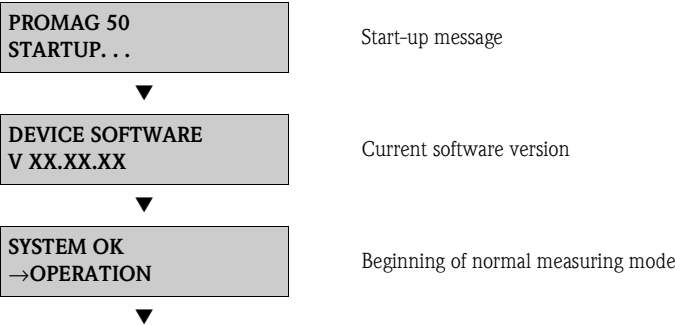 PROMAG 50
STARTUP. . .
Start-up message
▼
DEVICE SOFTWARE
V XX.XX.XX
Current software version
▼
SYSTEM OK
→OPERATION
Beginning of normal measuring mode
▼